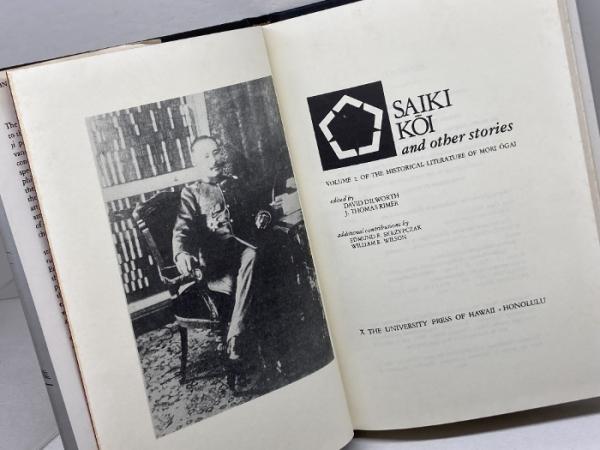 SAIKI
KŌI
and other stories
VOLUME 2 OF THE HISTORICAL LITERATURE OF MORI ŌGAI
edited by
DAVID DILWORTH
J. THOMAS RIMER
additional contributions by
EDMUND R. SKRZYPCZAK
WILLIAM R. WILSON
THE UNIVERSITY PRESS OF HAWAII • HONOLULU